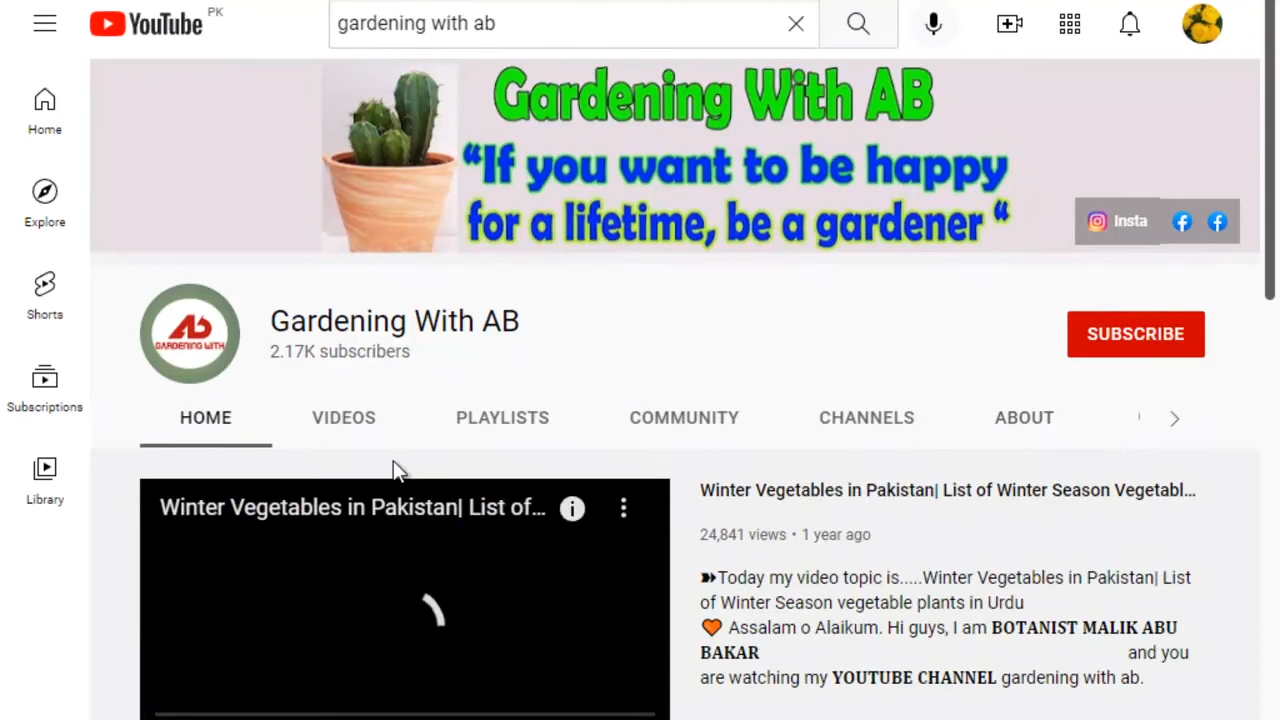 YouTube PK
gardening with ab
Home
Explore
Shorts
Subscriptions
Library
Gardening With AB
“If you want to be happy
for a lifetime, be a gardener “
Insta
Ab
GARDENING WITH
Gardening With AB
2.17K subscribers
SUBSCRIBE
HOME VIDEOS PLAYLISTS COMMUNITY CHANNELS ABOUT
Winter Vegetables in Pakistan| List of...
Winter Vegetables in Pakistan| List of Winter Season Vegetabl...
24,841 views • 1 year ago
➽Today my video topic is.....Winter Vegetables in Pakistan| List
of Winter Season vegetable plants in Urdu
🧡 Assalam o Alaikum. Hi guys, I am BOTANIST MALIK ABU
BAKAR and you
are watching my YOUTUBE CHANNEL gardening with ab.